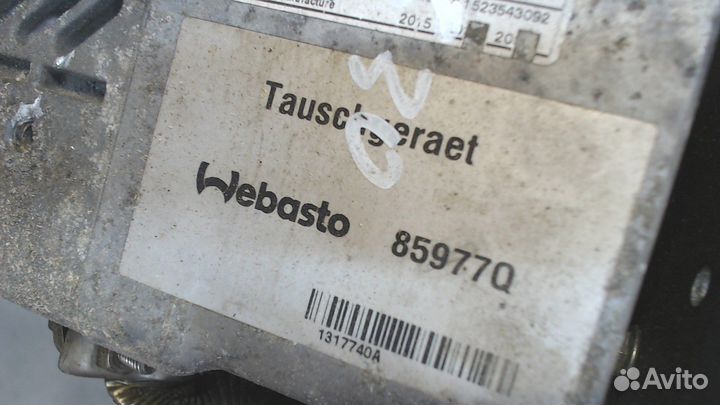 1523543092
2015
Tauschgeraet
Webasto 85977Q
1317740A
Avito